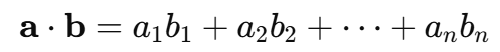 𝐚 · 𝐛 = a₁b₁ + a₂b₂ + ⋯ + aₙbₙ